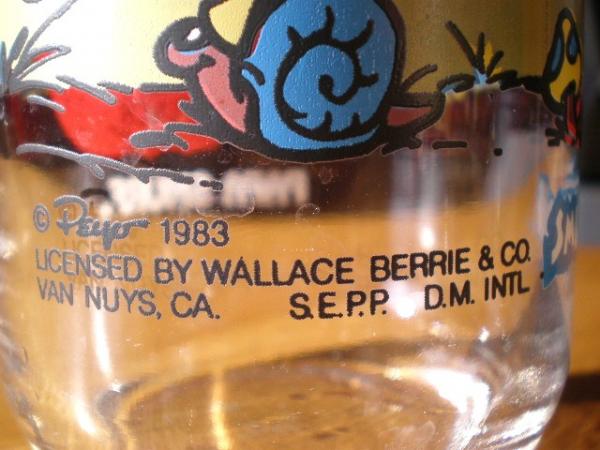 © Peyo 1983
LICENSED BY WALLACE BERRIE & CO.
VAN NUYS, CA. S.E.P.P. D.M. INTL